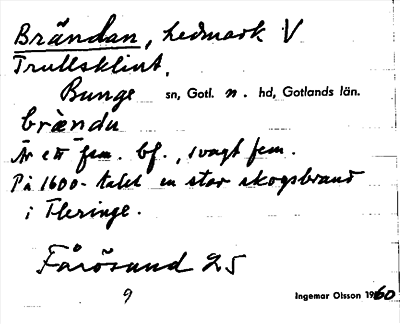 Brändan, hedmark V
Trullsklint.
Bunge sn, Gotl. n. hd, Gotlands län.
brändu
Är ett fem. bf., svagt fem.
På 1600-talet en stor skogsbrand
i Fleringe.
Fårösund 25
9
Ingemar Olsson 1960